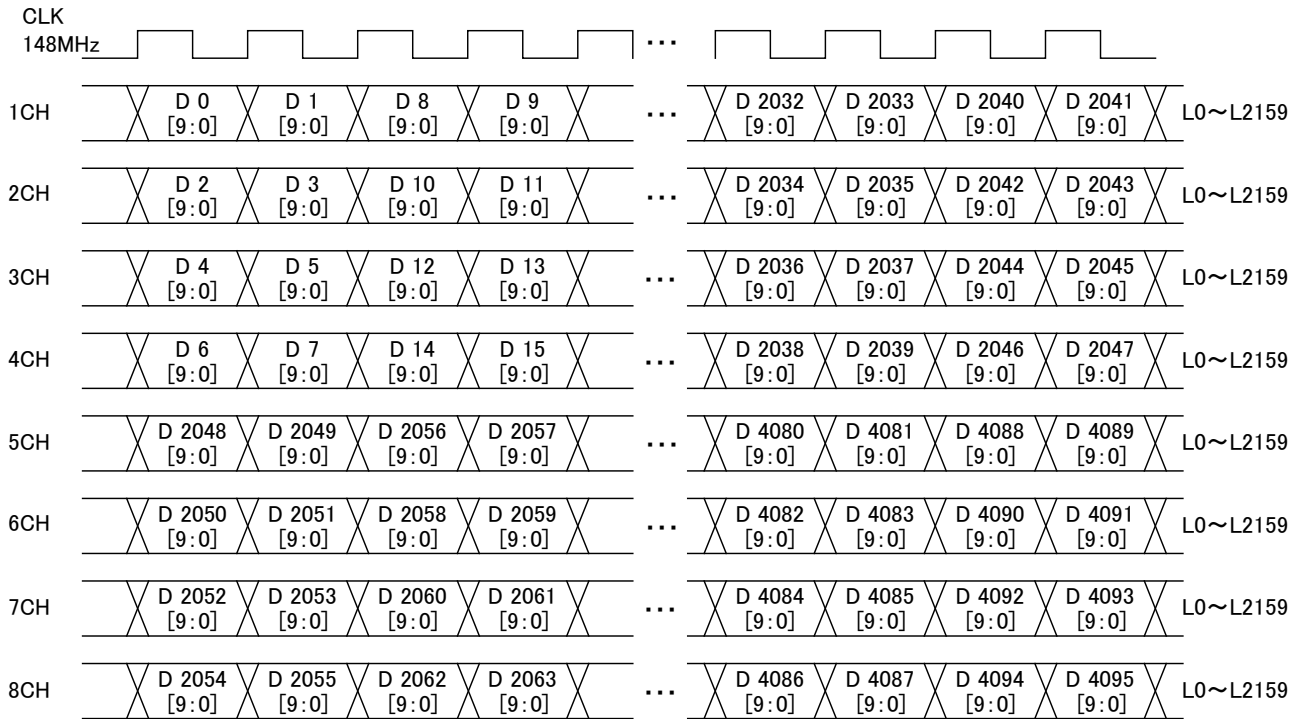 CLK
148MHz ... 
1CH D 0 [9:0] D 1 [9:0] D 8 [9:0] D 9 [9:0] ... D 2032 [9:0] D 2033 [9:0] D 2040 [9:0] D 2041 [9:0] L0～L2159
2CH D 2 [9:0] D 3 [9:0] D 10 [9:0] D 11 [9:0] ... D 2034 [9:0] D 2035 [9:0] D 2042 [9:0] D 2043 [9:0] L0～L2159
3CH D 4 [9:0] D 5 [9:0] D 12 [9:0] D 13 [9:0] ... D 2036 [9:0] D 2037 [9:0] D 2044 [9:0] D 2045 [9:0] L0～L2159
4CH D 6 [9:0] D 7 [9:0] D 14 [9:0] D 15 [9:0] ... D 2038 [9:0] D 2039 [9:0] D 2046 [9:0] D 2047 [9:0] L0～L2159
5CH D 2048 [9:0] D 2049 [9:0] D 2056 [9:0] D 2057 [9:0] ... D 4080 [9:0] D 4081 [9:0] D 4088 [9:0] D 4089 [9:0] L0～L2159
6CH D 2050 [9:0] D 2051 [9:0] D 2058 [9:0] D 2059 [9:0] ... D 4082 [9:0] D 4083 [9:0] D 4090 [9:0] D 4091 [9:0] L0～L2159
7CH D 2052 [9:0] D 2053 [9:0] D 2060 [9:0] D 2061 [9:0] ... D 4084 [9:0] D 4085 [9:0] D 4092 [9:0] D 4093 [9:0] L0～L2159
8CH D 2054 [9:0] D 2055 [9:0] D 2062 [9:0] D 2063 [9:0] ... D 4086 [9:0] D 4087 [9:0] D 4094 [9:0] D 4095 [9:0] L0～L2159